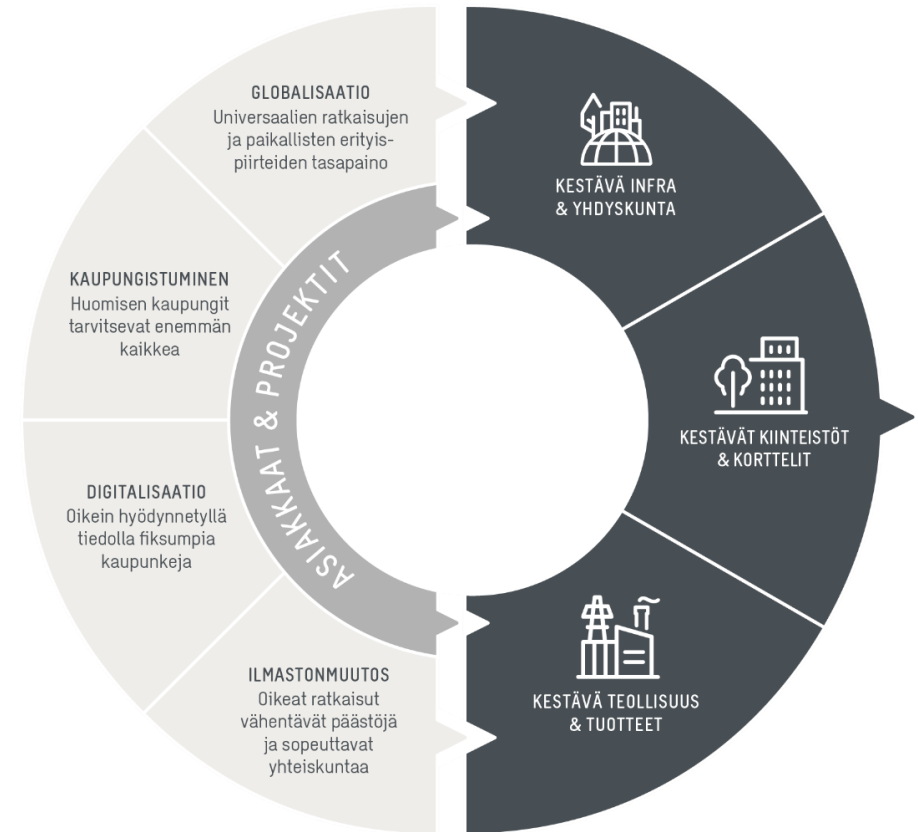 GLOBALISAATIO
Universaalien ratkaisujen
ja paikallisten erityis-
piirteiden tasapaino
KAUPUNGISTUMINEN
Huomisen kaupungit
tarvitsevat enemmän
kaikkea
DIGITALISAATIO
Oikein hyödynnetyllä
tiedolla fiksumpia
kaupunkeja
ILMASTONMUUTOS
Oikeat ratkaisut
vähentävät päästöjä
ja sopeuttavat
yhteiskuntaa
ASIAKKAAT & PROJEKTIT
KESTÄVÄ INFRA
& YHDYSKUNTA
KESTÄVÄT KIINTEISTÖT
& KORTTELIT
KESTÄVÄ TEOLLISUUS
& TUOTTEET